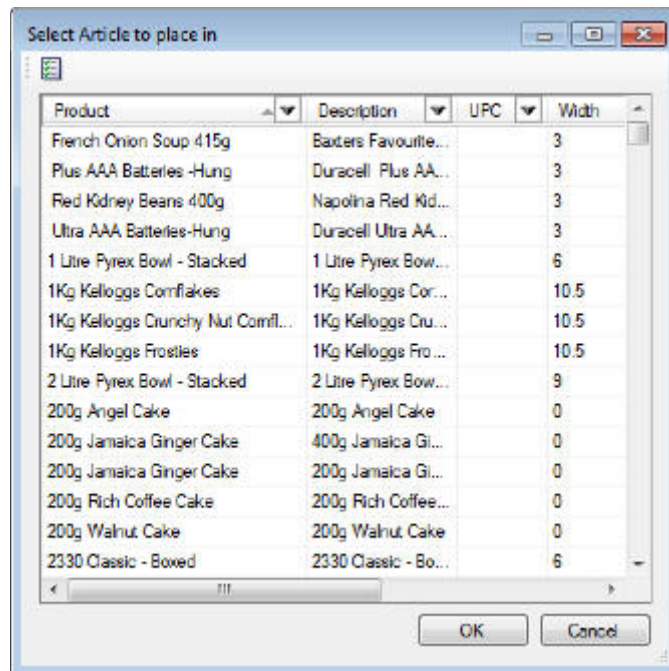 Select Article to place in
Product Description UPC Width
French Onion Soup 415g Baxters Favourite... 3
Plus AAA Batteries -Hung Duracell Plus AA... 3
Red Kidney Beans 400g Napolina Red Kid... 3
Ultra AAA Batteries-Hung Duracell Ultra AA... 3
1 Litre Pyrex Bowl - Stacked 1 Litre Pyrex Bow... 6
1Kg Kelloggs Cornflakes 1Kg Kelloggs Cor... 10.5
1Kg Kelloggs Crunchy Nut Cornfl... 1Kg Kelloggs Cru... 10.5
1Kg Kelloggs Frosties 1Kg Kelloggs Fro... 10.5
2 Litre Pyrex Bowl - Stacked 2 Litre Pyrex Bow... 9
200g Angel Cake 200g Angel Cake 0
200g Jamaica Ginger Cake 400g Jamaica Gi... 0
200g Jamaica Ginger Cake 200g Jamaica Gi... 0
200g Rich Coffee Cake 200g Rich Coffee... 0
200g Walnut Cake 200g Walnut Cake 0
2330 Classic - Boxed 2330 Classic - Bo... 6
OK Cancel